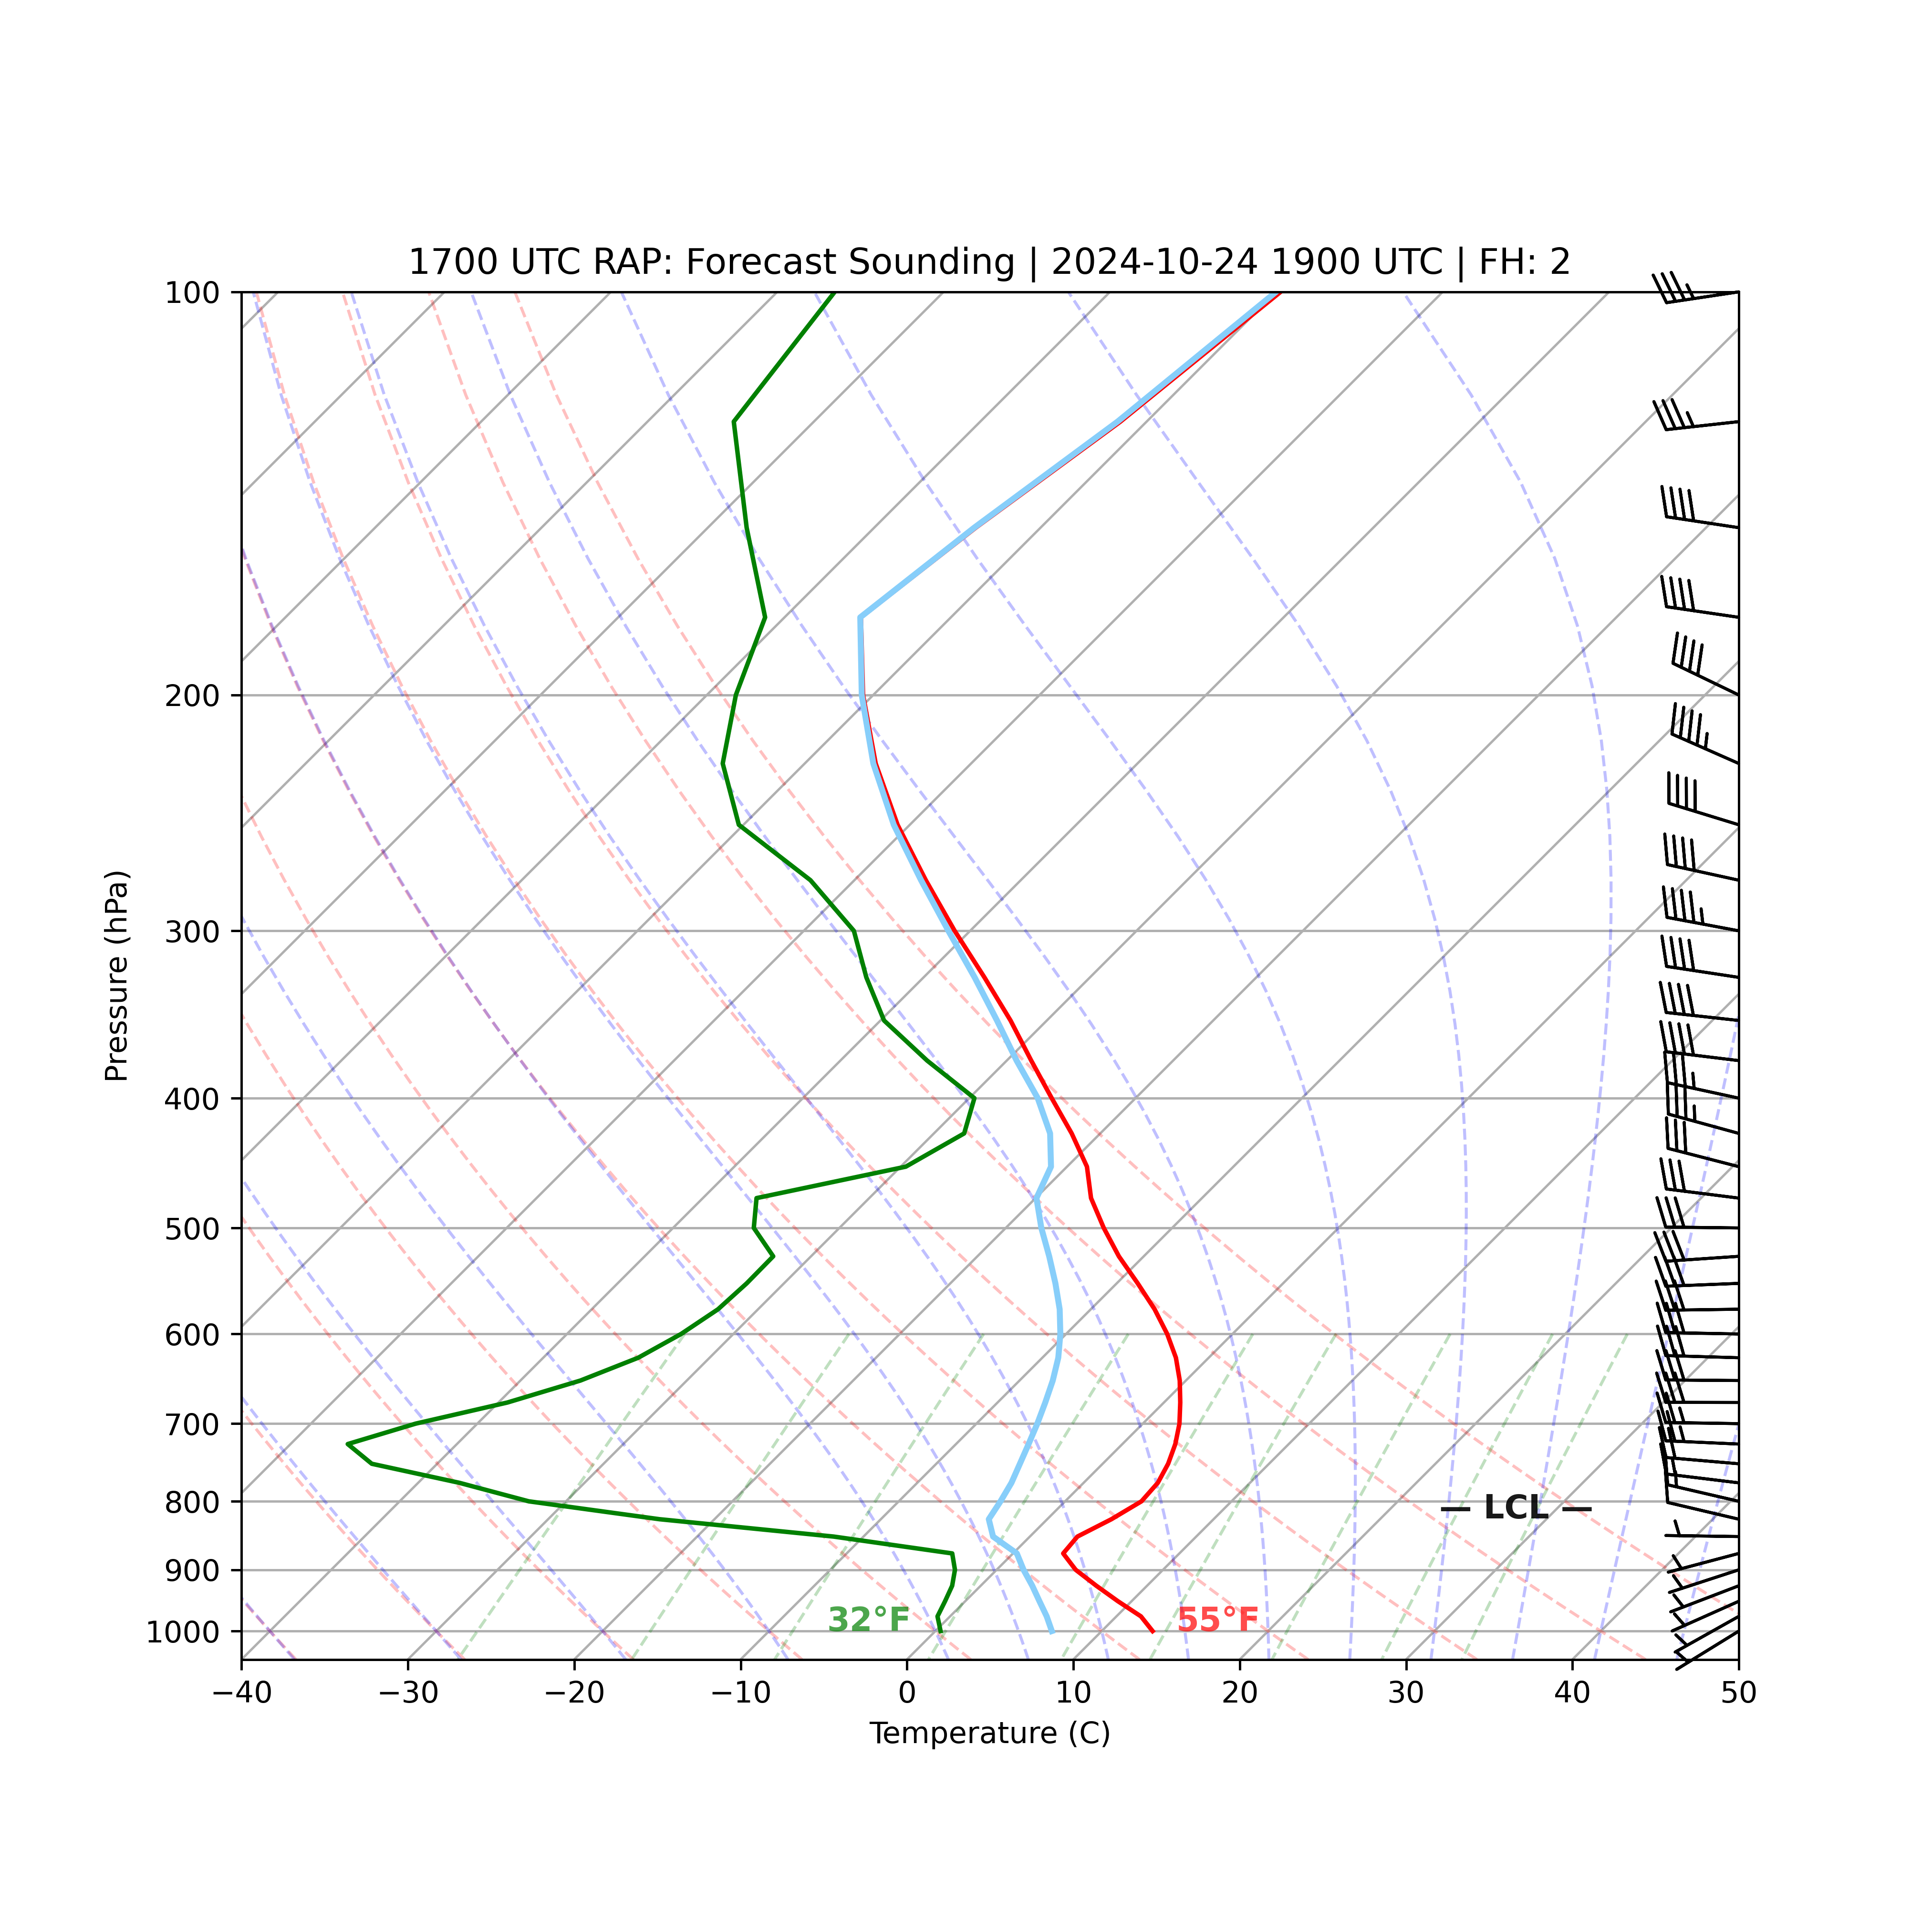 1700 UTC RAP: Forecast Sounding | 2024-10-24 1900 UTC | FH: 2
100
200
300
400
500
600
700
800
900
1000
Pressure (hPa)
— LCL —
32°F
55°F
−40 −30 −20 −10 0 10 20 30 40 50
Temperature (C)